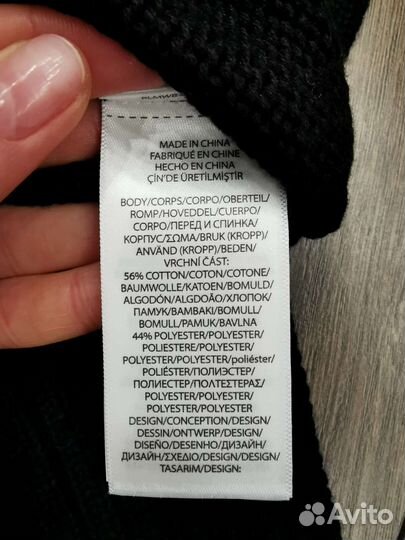 MADE IN CHINA
FABRIQUÉ EN CHINE
HECHO EN CHINA
ÇİN'DE ÜRETİLMİŞTİR
BODY/CORPS/CORPO/OBERTEIL/
ROMP/HOVEDDEL/CUERPO/
CORPO/ПЕРЕД И СПИНКА/
КОРПУС/ΣΩΜΑ/BRUK (KROPP)/
ANVÄND (KROPP)/BEDEN/
VRCHNÍ ČÁST:
56% COTTON/COTON/COTONE/
BAUMWOLLE/KATOEN/BOMULD/
ALGODÓN/ALGDOÃO/ХЛОПОК/
ПАМУК/BAMBAKI/BOMULL/
BOMULL/PAMUK/BAVLNA
44% POLYESTER/POLYESTER/
POLIESTERE/POLYESTER/
POLYESTER/POLYESTER/poliéster/
POLIÉSTER/ПОЛИЭСТЕР/
ПОЛИЕСТЕР/ΠΟΛΤΕΣΤΕΡΑΣ/
POLYESTER/POLYESTER/
POLYESTER POLYESTER
DESIGN/CONCEPTION/DESIGN/
DESSIN/ONTWERP/DESIGN/
DISEÑO/DESENHO/ДИЗАЙН/
ДИЗАЙН/ΣΧΕΔΙΟ/DESIGN/DESIGN/
TASARIM/DESIGN:
Avito